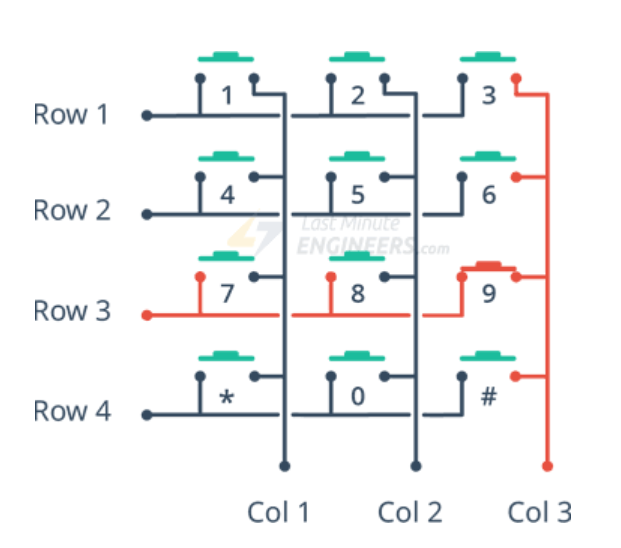 1 2 3
Row 1
4 5 6
Row 2
Last Minute
ENGINEERS.com
7 8 9
Row 3
* 0 #
Row 4
Col 1 Col 2 Col 3